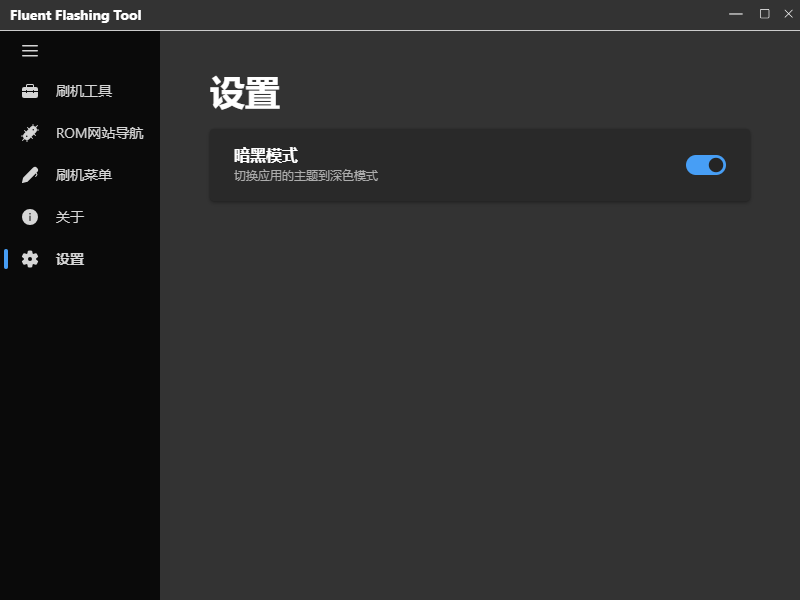 Fluent Flashing Tool
刷机工具
ROM网站导航
刷机菜单
关于
设置
设置
暗黑模式
切换应用的主题到深色模式